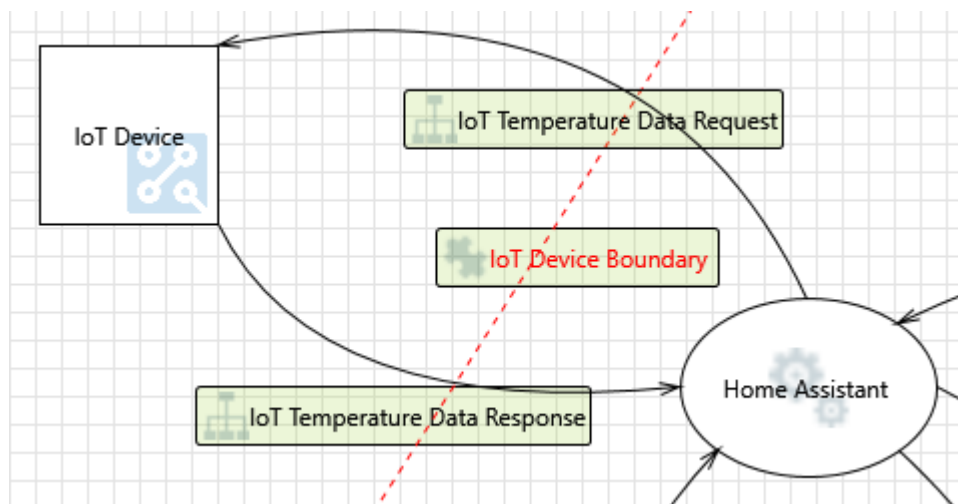 IoT Device
IoT Temperature Data Request
IoT Device Boundary
Home Assistant
IoT Temperature Data Response